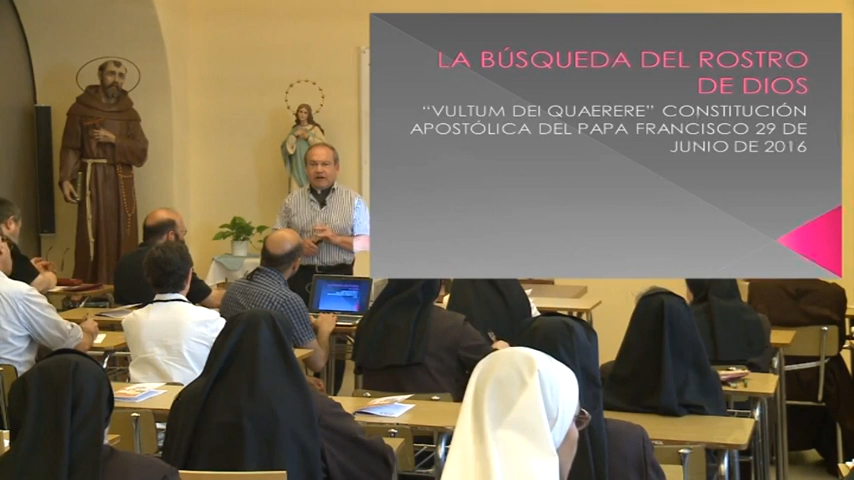 LA BÚSQUEDA DEL ROSTRO
DE DIOS
“VULTUM DEI QUAERERE” CONSTITUCIÓN
APOSTÓLICA DEL PAPA FRANCISCO 29 DE
JUNIO DE 2016